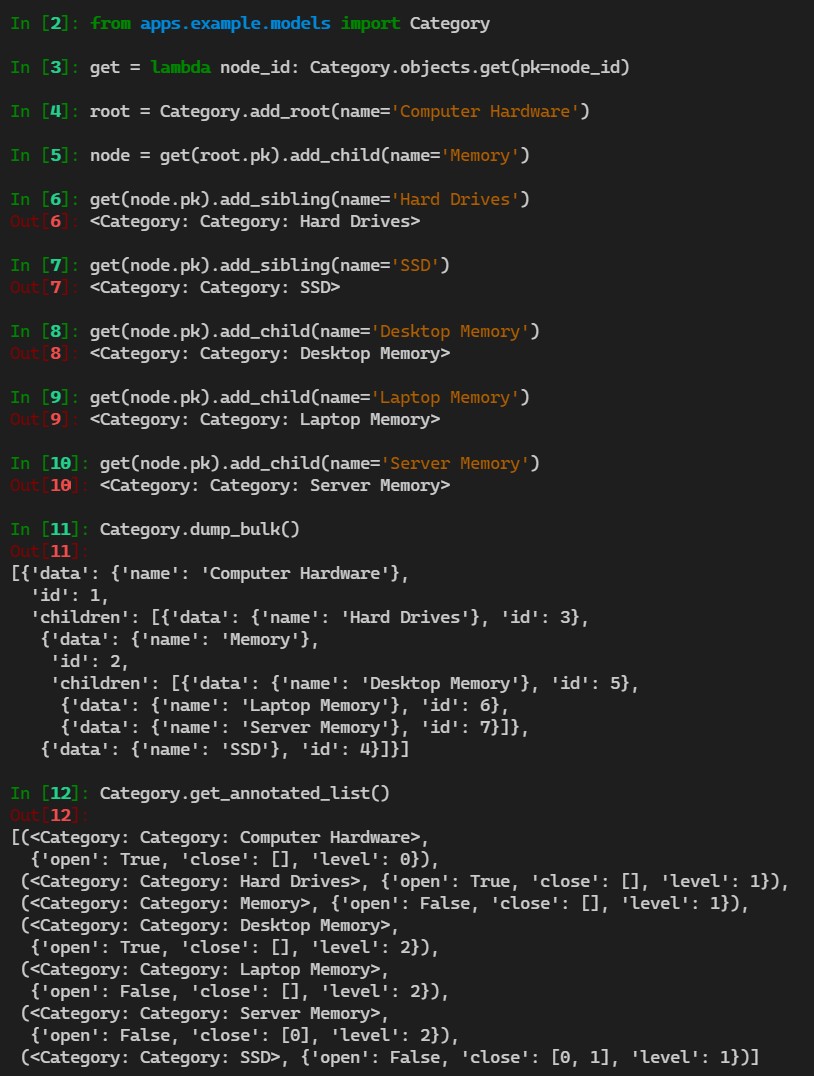 In [2]: from apps.example.models import Category
In [3]: get = lambda node_id: Category.objects.get(pk=node_id)
In [4]: root = Category.add_root(name='Computer Hardware')
In [5]: node = get(root.pk).add_child(name='Memory')
In [6]: get(node.pk).add_sibling(name='Hard Drives')
Out[6]: <Category: Category: Hard Drives>
In [7]: get(node.pk).add_sibling(name='SSD')
Out[7]: <Category: Category: SSD>
In [8]: get(node.pk).add_child(name='Desktop Memory')
Out[8]: <Category: Category: Desktop Memory>
In [9]: get(node.pk).add_child(name='Laptop Memory')
Out[9]: <Category: Category: Laptop Memory>
In [10]: get(node.pk).add_child(name='Server Memory')
Out[10]: <Category: Category: Server Memory>
In [11]: Category.dump_bulk()
Out[11]:
[{'data': {'name': 'Computer Hardware'},
  'id': 1,
  'children': [{'data': {'name': 'Hard Drives'}, 'id': 3},
   {'data': {'name': 'Memory'},
    'id': 2,
    'children': [{'data': {'name': 'Desktop Memory'}, 'id': 5},
     {'data': {'name': 'Laptop Memory'}, 'id': 6},
     {'data': {'name': 'Server Memory'}, 'id': 7}]},
   {'data': {'name': 'SSD'}, 'id': 4}]}]
In [12]: Category.get_annotated_list()
Out[12]:
[(<Category: Category: Computer Hardware>,
  {'open': True, 'close': [], 'level': 0}),
 (<Category: Category: Hard Drives>, {'open': True, 'close': [], 'level': 1}),
 (<Category: Category: Memory>, {'open': False, 'close': [], 'level': 1}),
 (<Category: Category: Desktop Memory>,
  {'open': True, 'close': [], 'level': 2}),
 (<Category: Category: Laptop Memory>,
  {'open': False, 'close': [], 'level': 2}),
 (<Category: Category: Server Memory>,
  {'open': False, 'close': [0], 'level': 2}),
 (<Category: Category: SSD>, {'open': False, 'close': [0, 1], 'level': 1})]